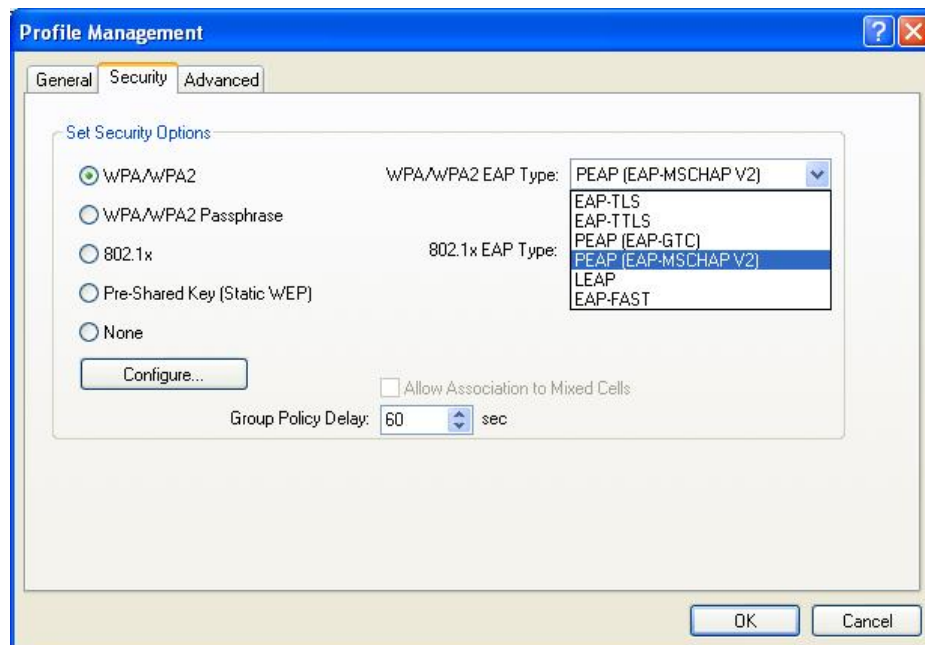 Profile Management
General Security Advanced
Set Security Options
WPA/WPA2 WPA/WPA2 EAP Type: PEAP (EAP-MSCHAP V2)
EAP-TLS
WPA/WPA2 Passphrase EAP-TTLS
PEAP (EAP-GTC)
802.1x 802.1x EAP Type: PEAP (EAP-MSCHAP V2)
LEAP
Pre-Shared Key (Static WEP) EAP-FAST
None
Configure...
Allow Association to Mixed Cells
Group Policy Delay: 60 sec
OK Cancel